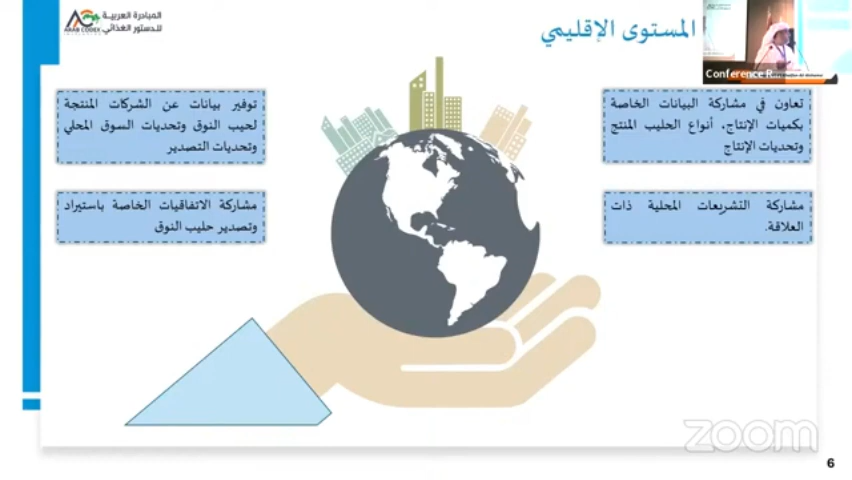 المستوى الإقليمي
المبادرة العربية
للدستور الغذائي
ARAB CODEX
Conference R
تعاون في مشاركة البيانات الخاصة
بكميات الإنتاج، أنواع الحليب المنتج
وتحديات الإنتاج
توفير بيانات عن الشركات المنتجة
لحيب النوق وتحديات السوق المحلي
وتحديات التصدير
مشاركة التشريعات المحلية ذات
العلاقة.
مشاركة الاتفاقيات الخاصة باستيراد
وتصدير حليب النوق
zoom
6